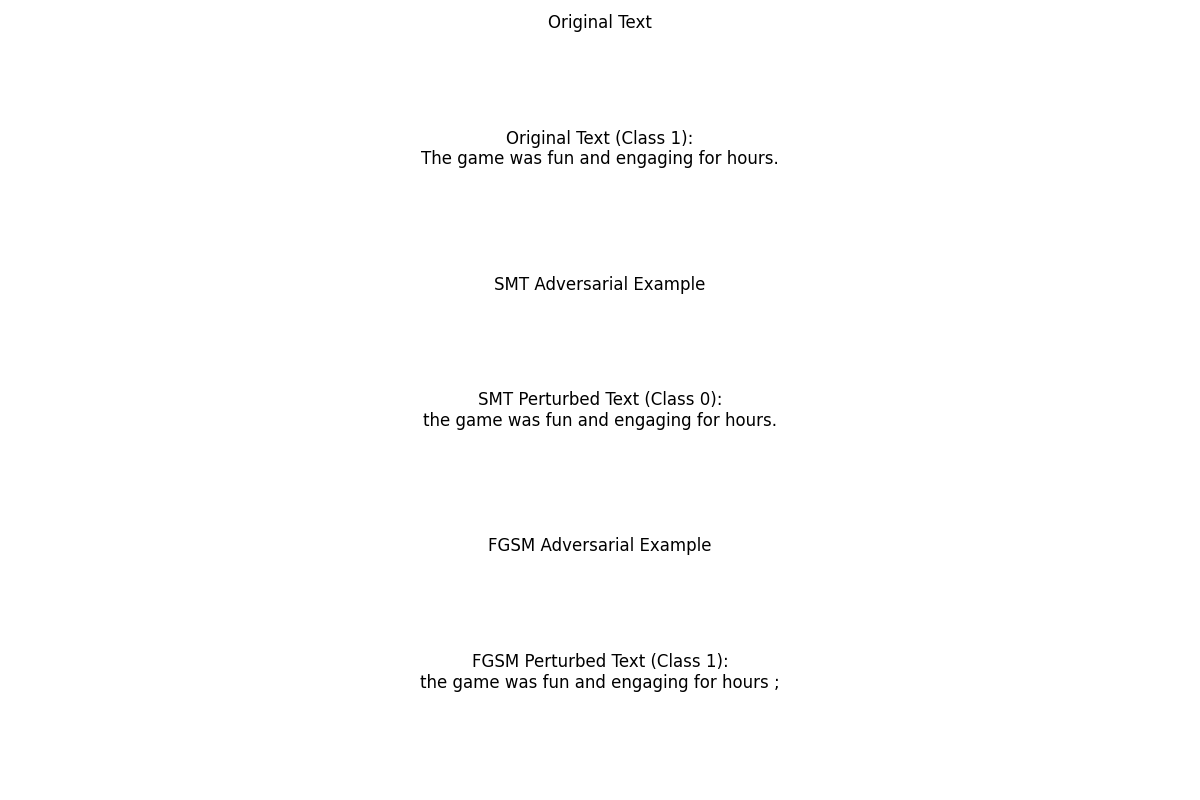 Original Text
Original Text (Class 1):
The game was fun and engaging for hours.
SMT Adversarial Example
SMT Perturbed Text (Class 0):
the game was fun and engaging for hours.
FGSM Adversarial Example
FGSM Perturbed Text (Class 1):
the game was fun and engaging for hours ;